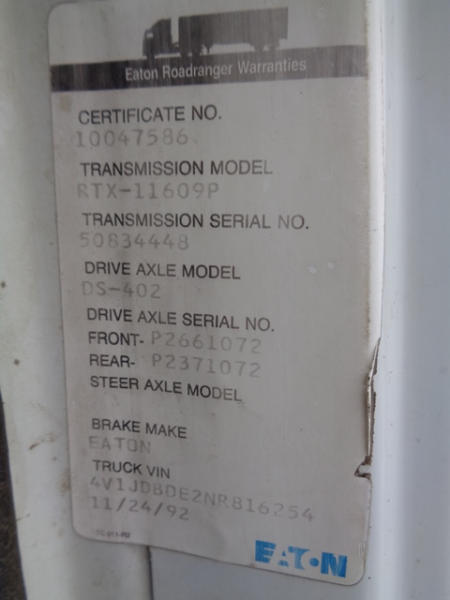 Eaton Roadranger Warranties
CERTIFICATE NO.
10047586
TRANSMISSION MODEL
RTX-11609P
TRANSMISSION SERIAL NO.
50834448
DRIVE AXLE MODEL
DS-402
DRIVE AXLE SERIAL NO.
FRONT- P2661072
REAR- P2371072
STEER AXLE MODEL
BRAKE MAKE
EATON
TRUCK VIN
4V1JDBDE2NR816254
11/24/92
EATON